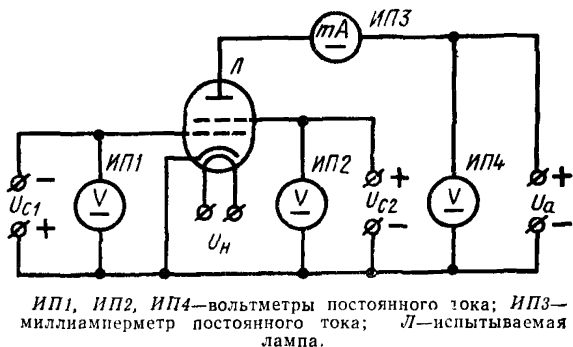 mA
ИП3
Л
ИП1
ИП2
ИП4
V
V
V
−
+
Uс1
Uн
+
−
Uс2
+
−
Uа
ИП1, ИП2, ИП4—вольтметры постоянного тока; ИП3—
миллиамперметр постоянного тока; Л—испытываемая
лампа.